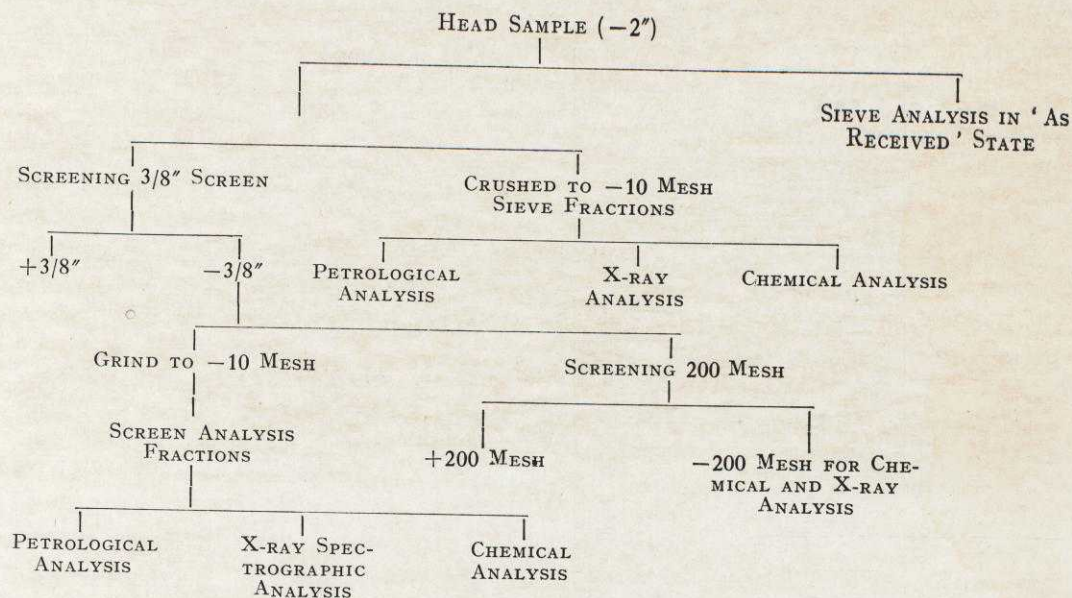 HEAD SAMPLE (−2″)
SIEVE ANALYSIS IN ‘AS
RECEIVED’ STATE
SCREENING 3/8″ SCREEN
CRUSHED TO −10 MESH
SIEVE FRACTIONS
+3/8″
−3/8″
PETROLOGICAL
ANALYSIS
X-RAY
ANALYSIS
CHEMICAL ANALYSIS
GRIND TO −10 MESH
SCREENING 200 MESH
SCREEN ANALYSIS
FRACTIONS
+200 MESH
−200 MESH FOR CHE-
MICAL AND X-RAY
ANALYSIS
PETROLOGICAL
ANALYSIS
X-RAY SPEC-
TROGRAPHIC
ANALYSIS
CHEMICAL
ANALYSIS